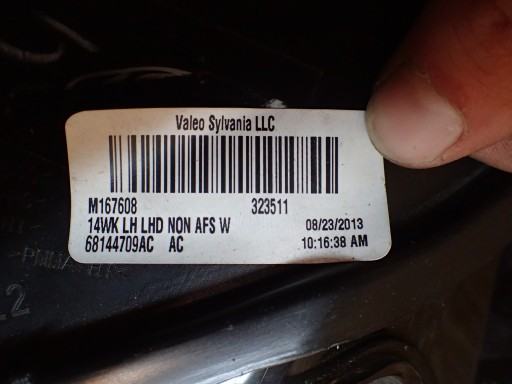 Valeo Sylvania LLC
M167608 323511
14WK LH LHD NON AFS W 08/23/2013
68144709AC AC 10:16:38 AM